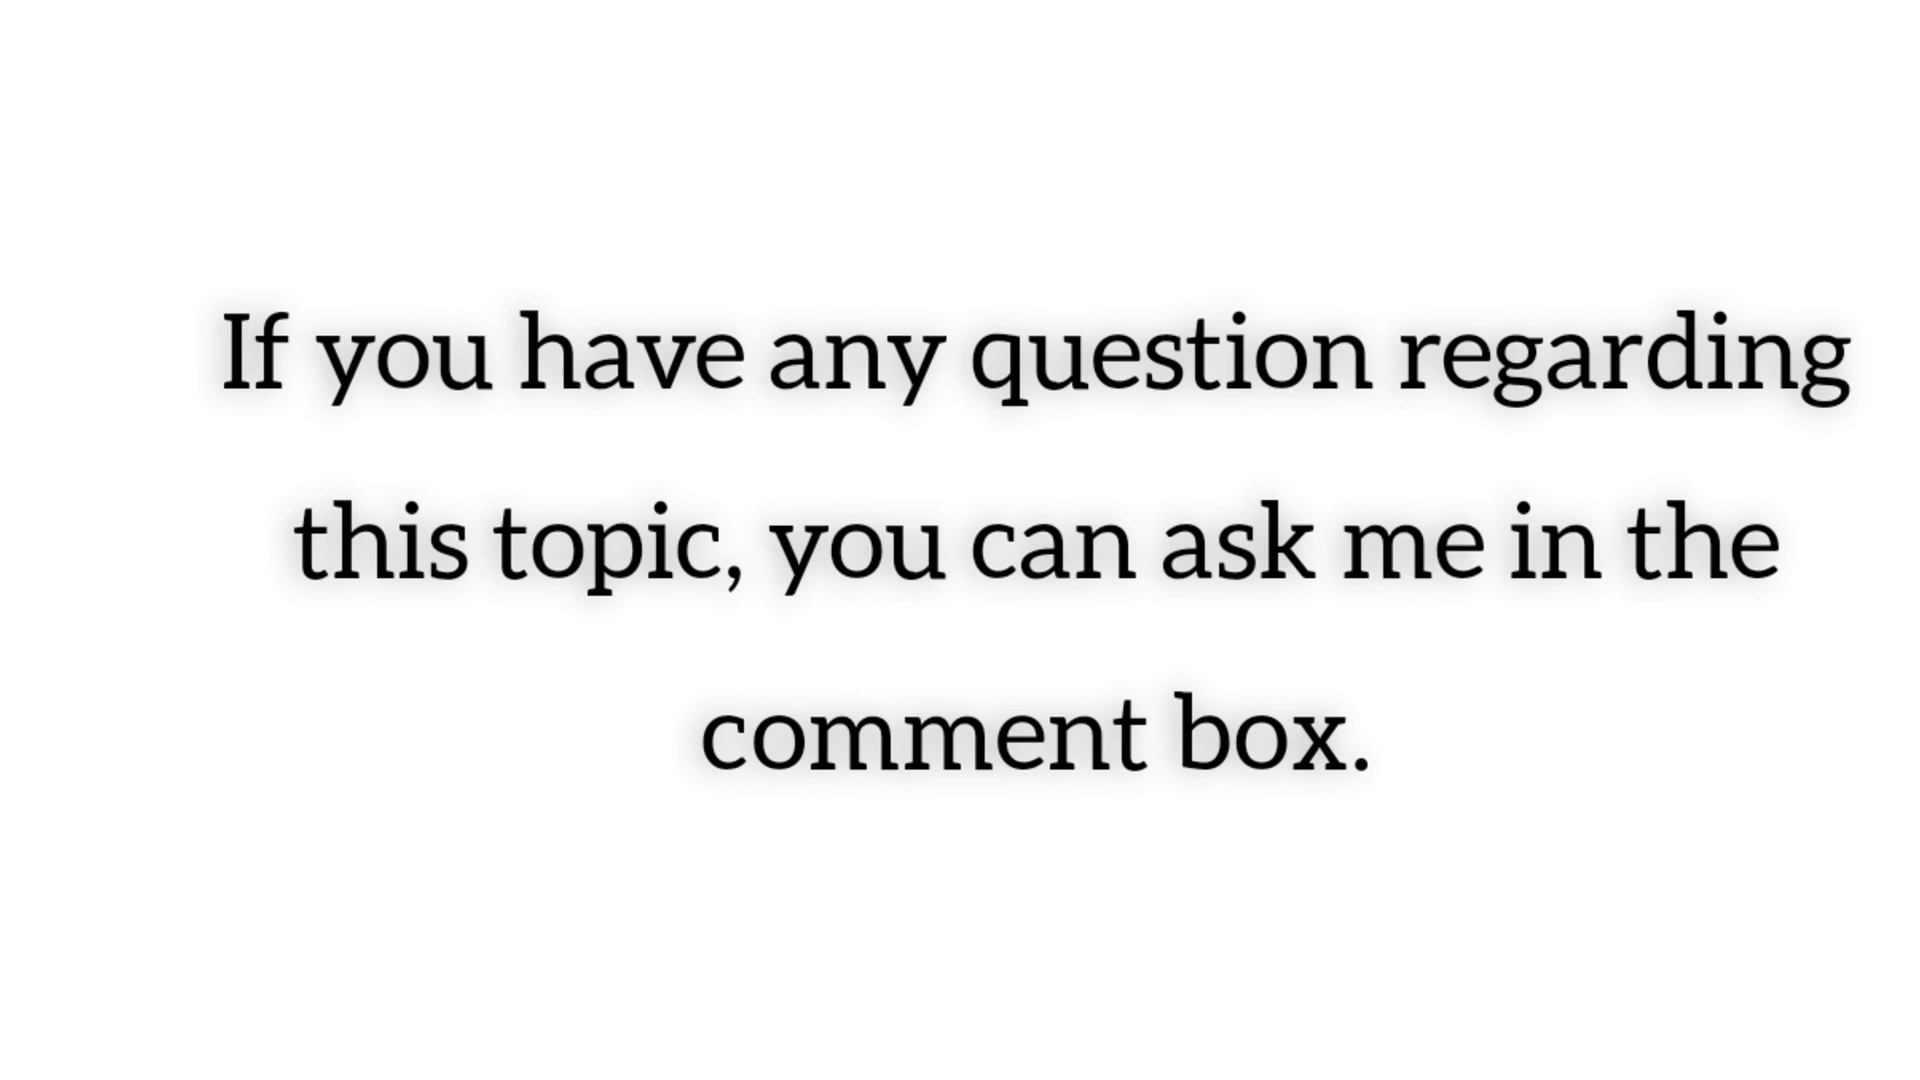 If you have any question regarding
this topic, you can ask me in the
comment box.